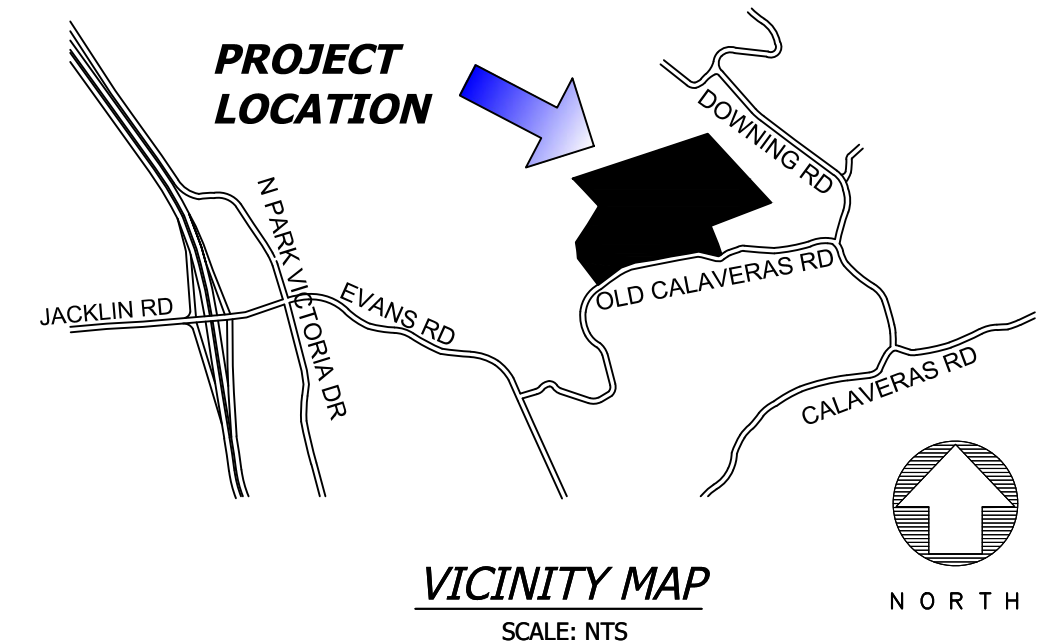 PROJECT
LOCATION
DOWNING RD
N PARK VICTORIA DR
JACKLIN RD
EVANS RD
OLD CALAVERAS RD
CALAVERAS RD
NORTH
VICINITY MAP
SCALE: NTS